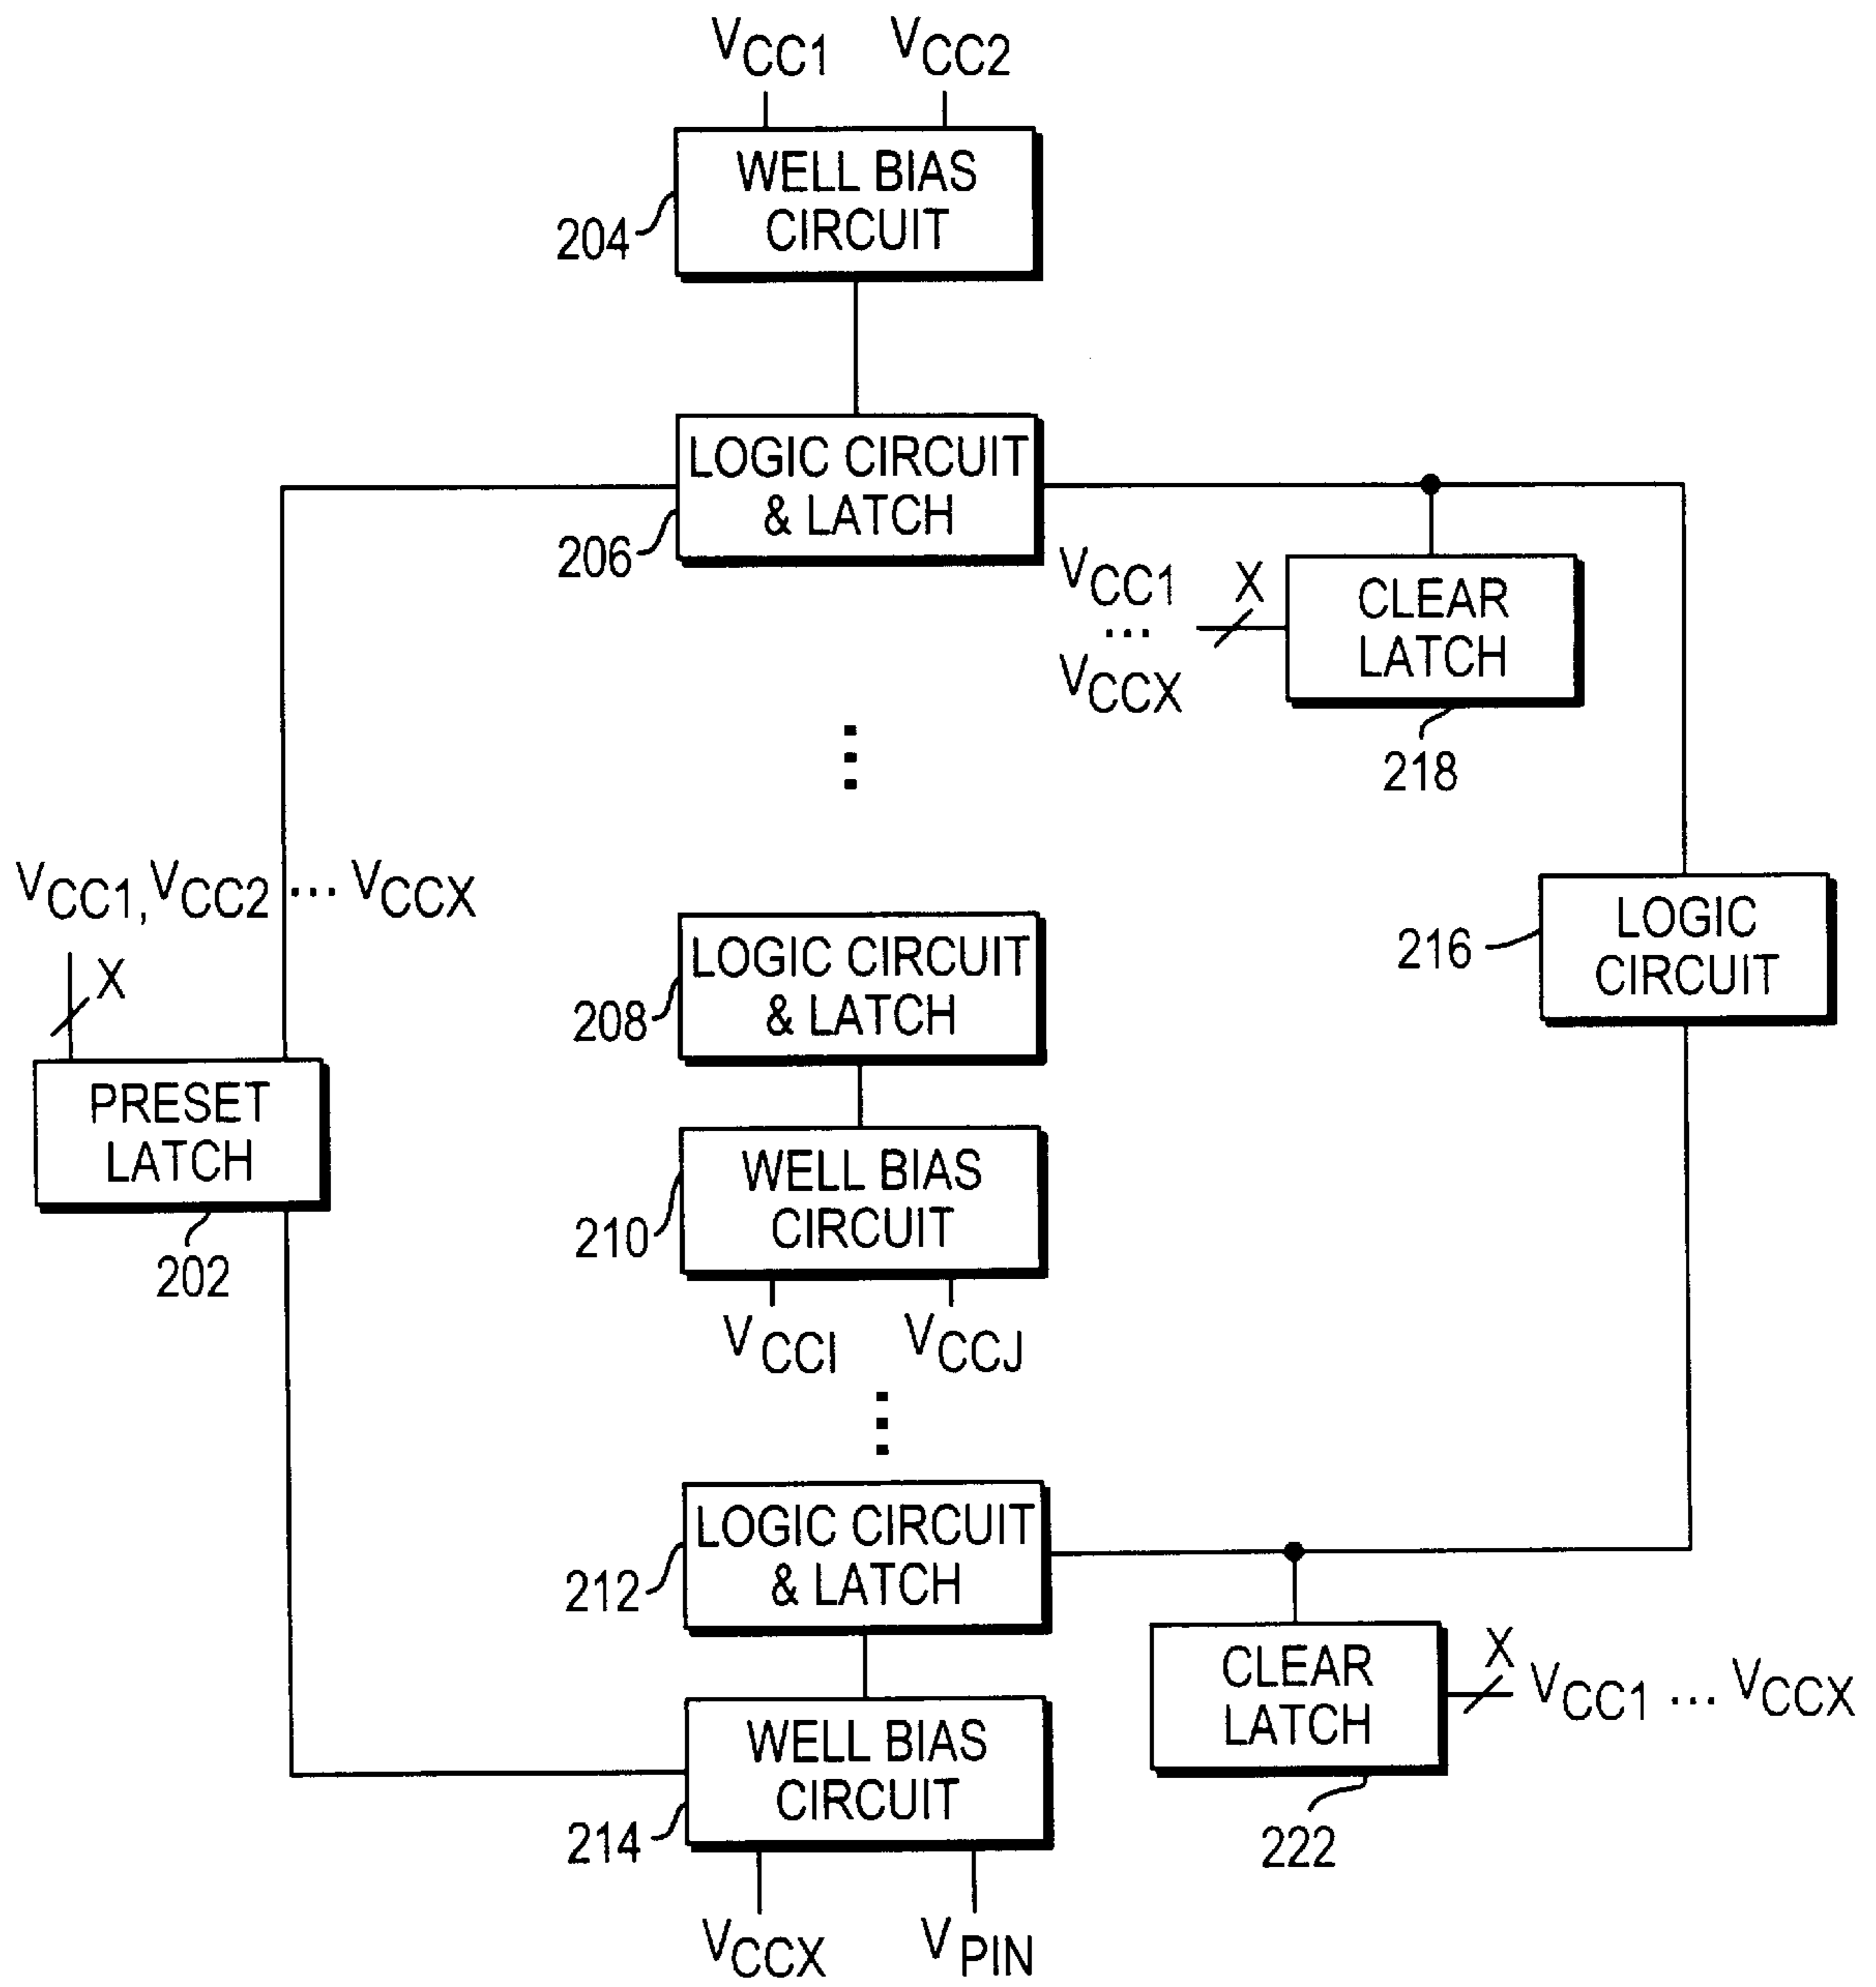 VCC1 VCC2
WELL BIAS
CIRCUIT
204
LOGIC CIRCUIT
& LATCH
206
VCC1
...
VCCX
X
CLEAR
LATCH
218
VCC1, VCC2 ... VCCX
X
PRESET
LATCH
202
LOGIC CIRCUIT
& LATCH
208
LOGIC
CIRCUIT
216
WELL BIAS
CIRCUIT
210
VCCI VCCJ
LOGIC CIRCUIT
& LATCH
212
CLEAR
LATCH
222
X
VCC1 ... VCCX
WELL BIAS
CIRCUIT
214
VCCX VPIN